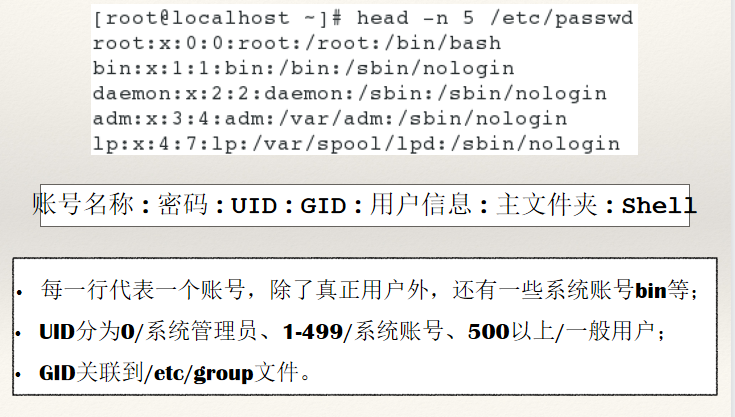 [root@localhost ~]# head -n 5 /etc/passwd
root:x:0:0:root:/root:/bin/bash
bin:x:1:1:bin:/bin:/sbin/nologin
daemon:x:2:2:daemon:/sbin:/sbin/nologin
adm:x:3:4:adm:/var/adm:/sbin/nologin
lp:x:4:7:lp:/var/spool/lpd:/sbin/nologin
账号名称:密码:UID:GID:用户信息:主文件夹:Shell
• 每一行代表一个账号，除了真正用户外，还有一些系统账号bin等；
• UID分为0/系统管理员、1-499/系统账号、500以上/一般用户；
• GID关联到/etc/group文件。